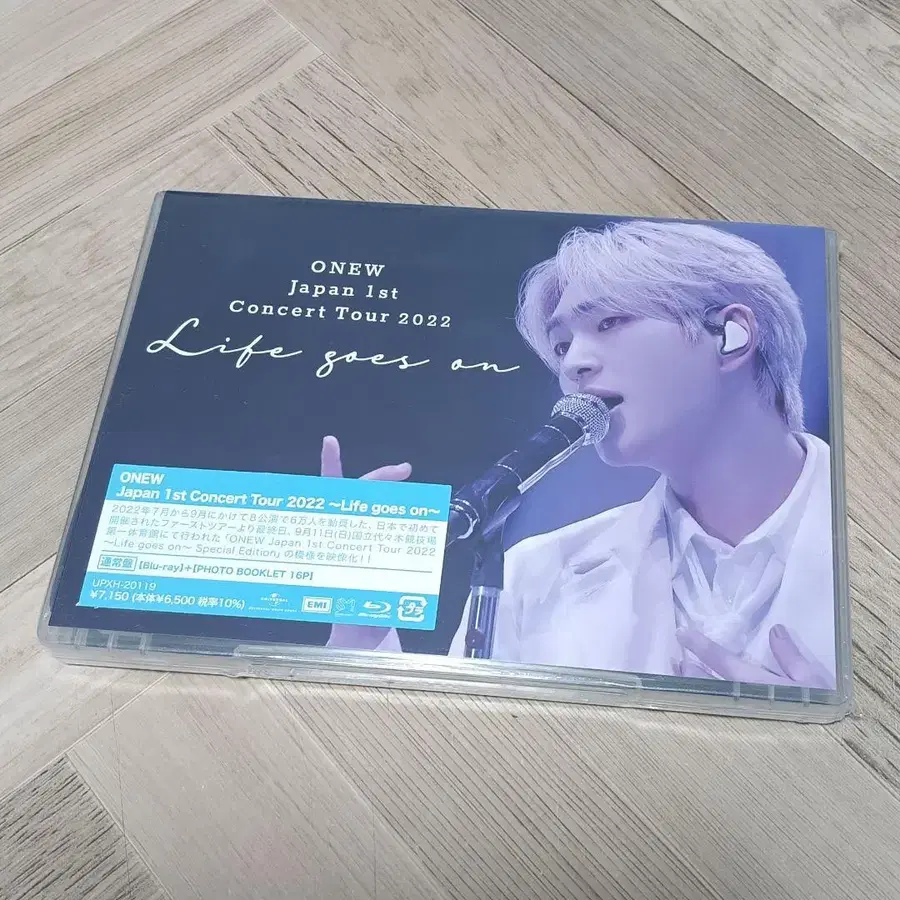 ONEW
Japan 1st
Concert Tour 2022
Life goes on
ONEW
Japan 1st Concert Tour 2022 〜Life goes on〜
2022年7月から9月にかけて8公演で6万人を動員した、日本で初めて
開催されたファーストツアーより最終日、9月11日(日)国立代々木競技場
第一体育館にて行われた「ONEW Japan 1st Concert Tour 2022
〜Life goes on〜 Special Edition」の模様を映像化!!
通常盤 【Blu-ray】+【PHOTO BOOKLET 16P】
UPXH-20119
¥7,150 (本体¥6,500 税率10%)
UNIVERSAL
EMI
Blu-ray Disc
プラ